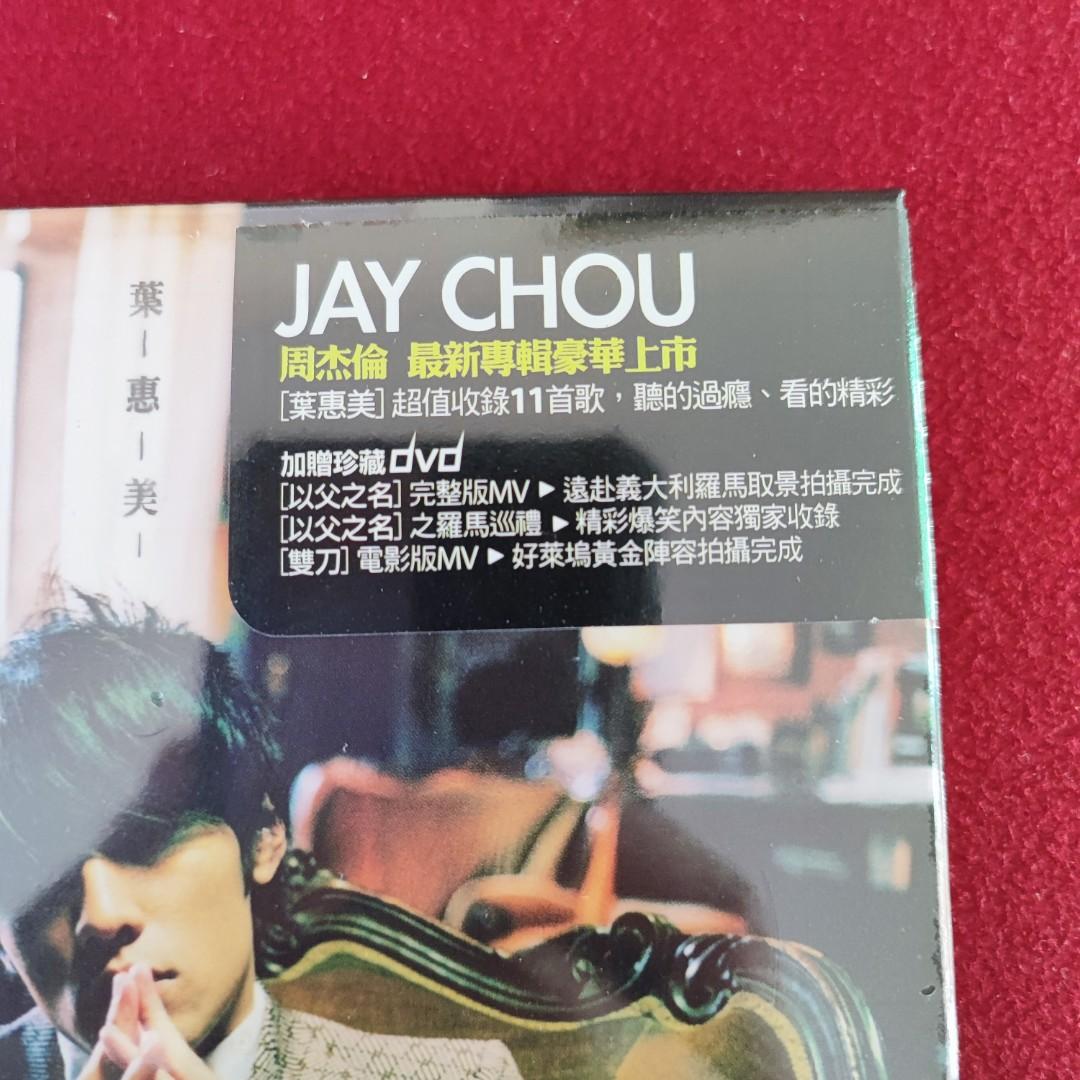 葉－惠－美－
JAY CHOU
周杰倫 最新專輯豪華上市
[葉惠美] 超值收錄11首歌，聽的過癮、看的精彩
加贈珍藏dvd
[以父之名] 完整版MV ▶ 遠赴義大利羅馬取景拍攝完成
[以父之名] 之羅馬巡禮 ▶ 精彩爆笑內容獨家收錄
[雙刀] 電影版MV ▶ 好萊塢黃金陣容拍攝完成